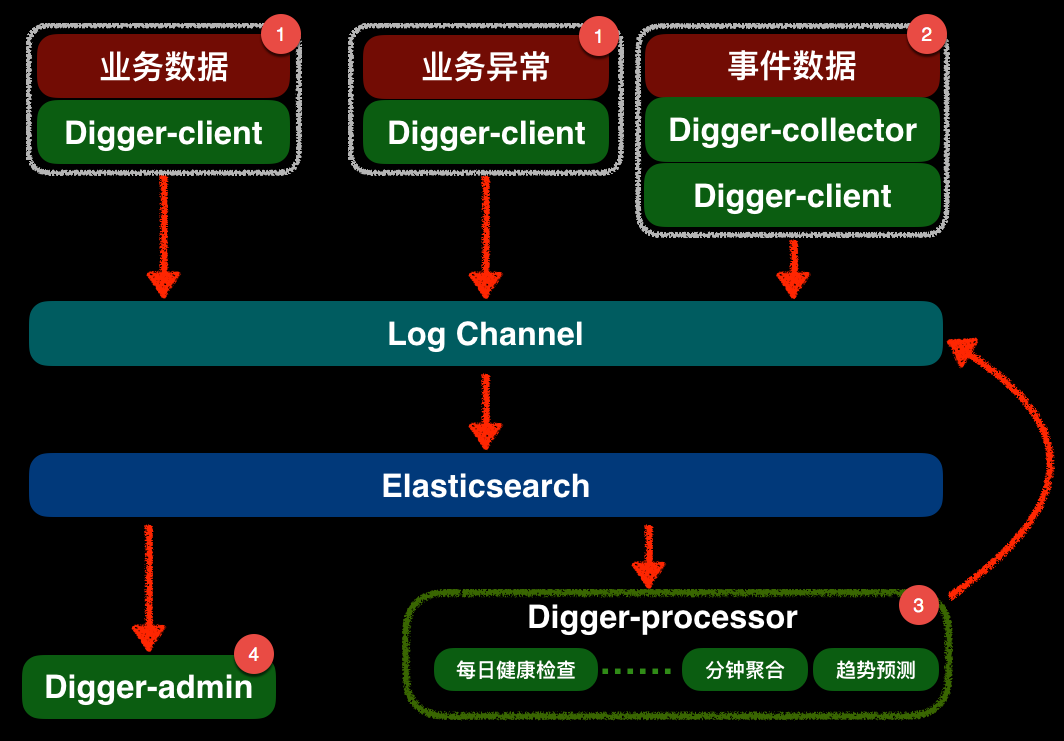 1
业务数据
Digger-client
1
业务异常
Digger-client
2
事件数据
Digger-collector
Digger-client
Log Channel
Elasticsearch
3
Digger-processor
每日健康检查 ...... 分钟聚合 趋势预测
4
Digger-admin